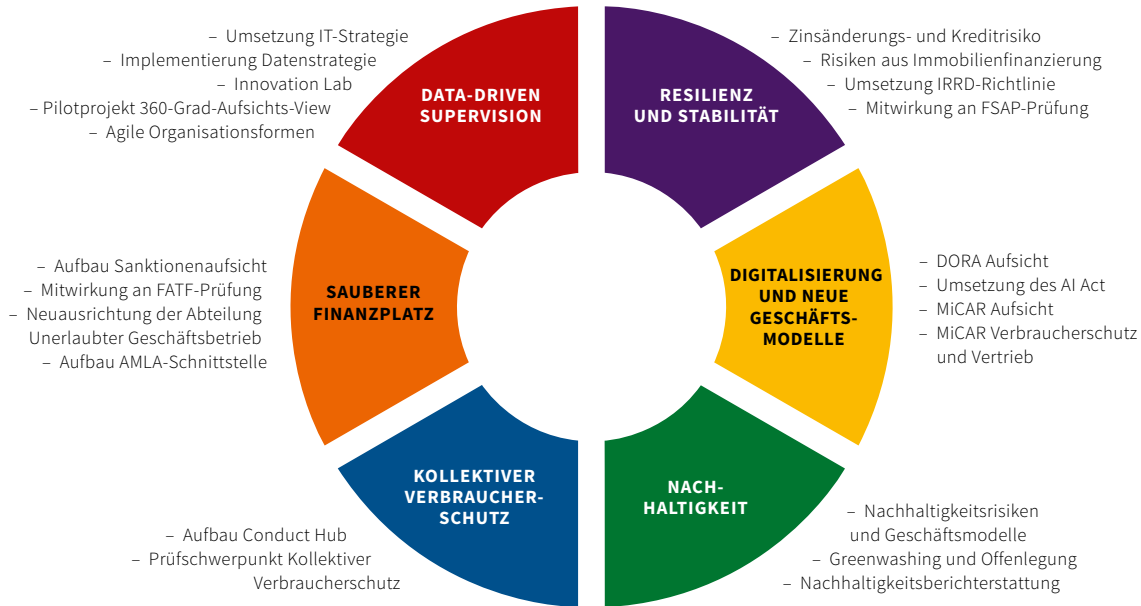 – Umsetzung IT-Strategie
– Implementierung Datenstrategie
– Innovation Lab
– Pilotprojekt 360-Grad-Aufsichts-View
– Agile Organisationsformen
DATA-DRIVEN
SUPERVISION
RESILIENZ
UND STABILITÄT
– Zinsänderungs- und Kreditrisiko
– Risiken aus Immobilienfinanzierung
– Umsetzung IRRD-Richtlinie
– Mitwirkung an FSAP-Prüfung
– Aufbau Sanktionenaufsicht
– Mitwirkung an FATF-Prüfung
– Neuausrichtung der Abteilung
Unerlaubter Geschäftsbetrieb
– Aufbau AMLA-Schnittstelle
SAUBERER
FINANZPLATZ
DIGITALISIERUNG
UND NEUE
GESCHÄFTS-
MODELLE
– DORA Aufsicht
– Umsetzung des AI Act
– MiCAR Aufsicht
– MiCAR Verbraucherschutz
und Vertrieb
– Aufbau Conduct Hub
– Prüfschwerpunkt Kollektiver
Verbraucherschutz
KOLLEKTIVER
VERBRAUCHER-
SCHUTZ
NACH-
HALTIGKEIT
– Nachhaltigkeitsrisiken
und Geschäftsmodelle
– Greenwashing und Offenlegung
– Nachhaltigkeitsberichterstattung